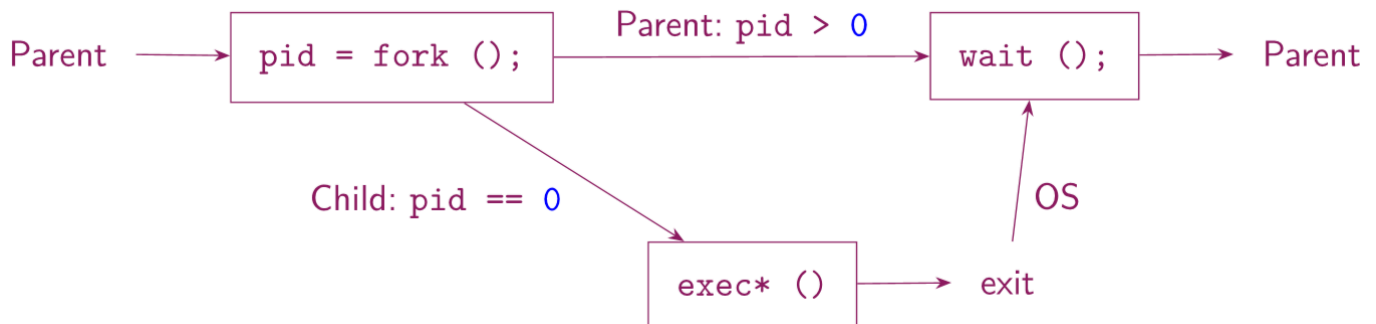 Parent
pid = fork ();
Parent: pid > 0
wait ();
Parent
Child: pid == 0
OS
exec* ()
exit